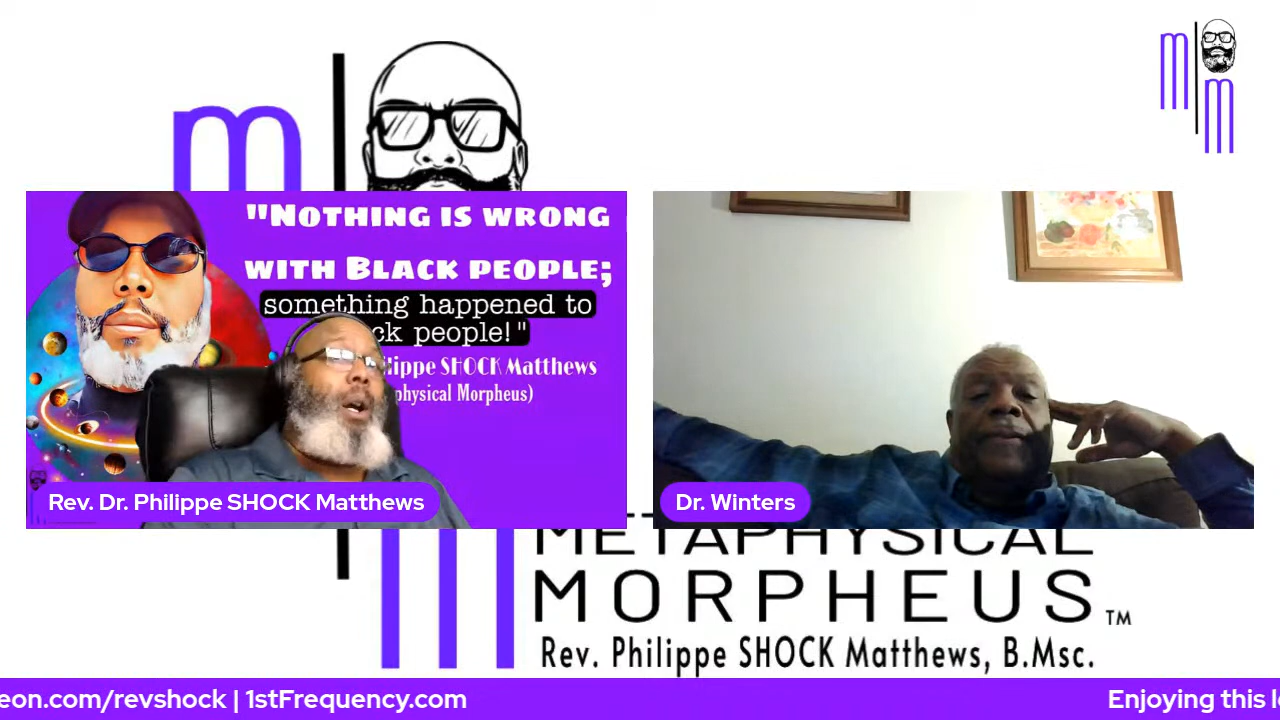 m
m
m
"Nothing is wrong
with Black people;
something happened to
ck people!"
ilippe SHOCK Matthews
physical Morpheus)
Rev. Dr. Philippe SHOCK Matthews
Dr. Winters
m
METAPHYSICAL
MORPHEUS TM
Rev. Philippe SHOCK Matthews, B.Msc.
eon.com/revshock | 1stFrequency.com
Enjoying this l